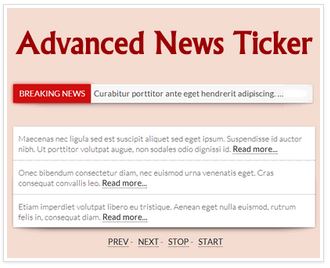 Advanced News Ticker
BREAKING NEWS Curabitur porttitor ante eget hendrerit adipiscing. ...
Maecenas nec ligula sed est suscipit aliquet sed eget ipsum. Suspendisse id auctor
nibh. Ut porttitor volutpat augue, non sodales odio dignissi id. Read more...
Onec bibendum consectetur diam, nec euismod urna venenatis eget. Cras
consequat convallis leo. Read more...
Etiam imperdiet volutpat libero eu tristique. Aenean eget nulla euismod, rutrum
felis in, consequat diam. Read more...
PREV - NEXT - STOP - START